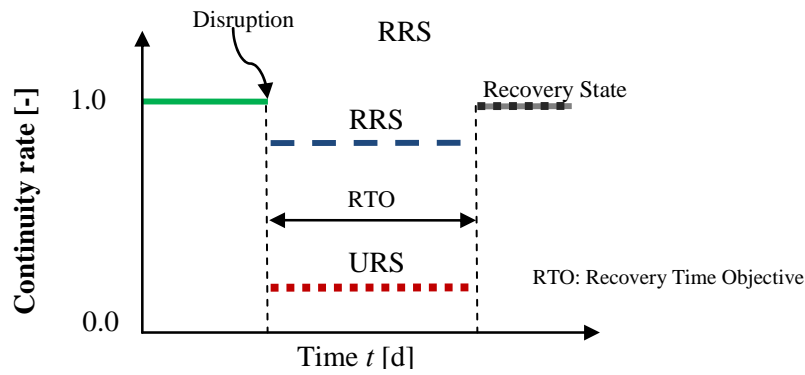 Disruption
RRS
Continuity rate [-]
1.0
Recovery State
RRS
RTO
URS
RTO: Recovery Time Objective
0.0
Time t [d]